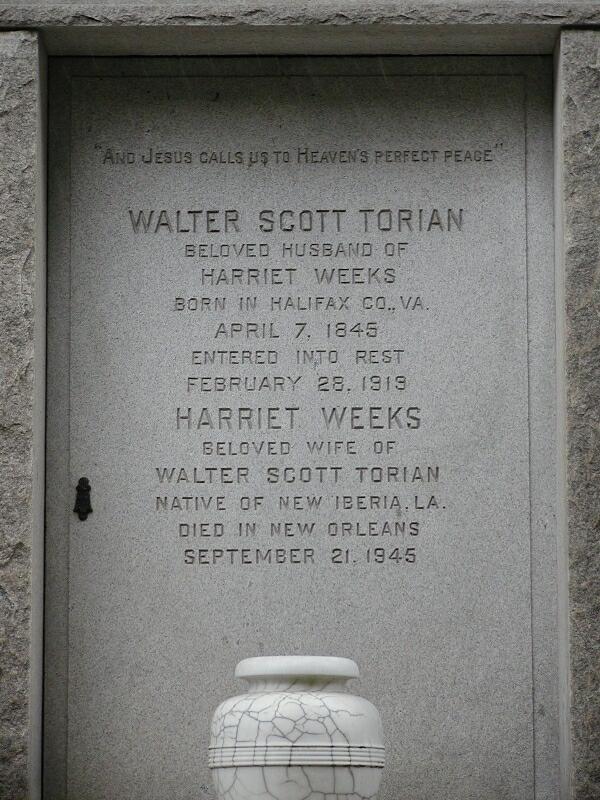 "AND JESUS CALLS US TO HEAVEN'S PERFECT PEACE"
WALTER SCOTT TORIAN
BELOVED HUSBAND OF
HARRIET WEEKS
BORN IN HALIFAX CO., VA.
APRIL 7, 1845
ENTERED INTO REST
FEBRUARY 28, 1919
HARRIET WEEKS
BELOVED WIFE OF
WALTER SCOTT TORIAN
NATIVE OF NEW IBERIA, LA.
DIED IN NEW ORLEANS
SEPTEMBER 21, 1945